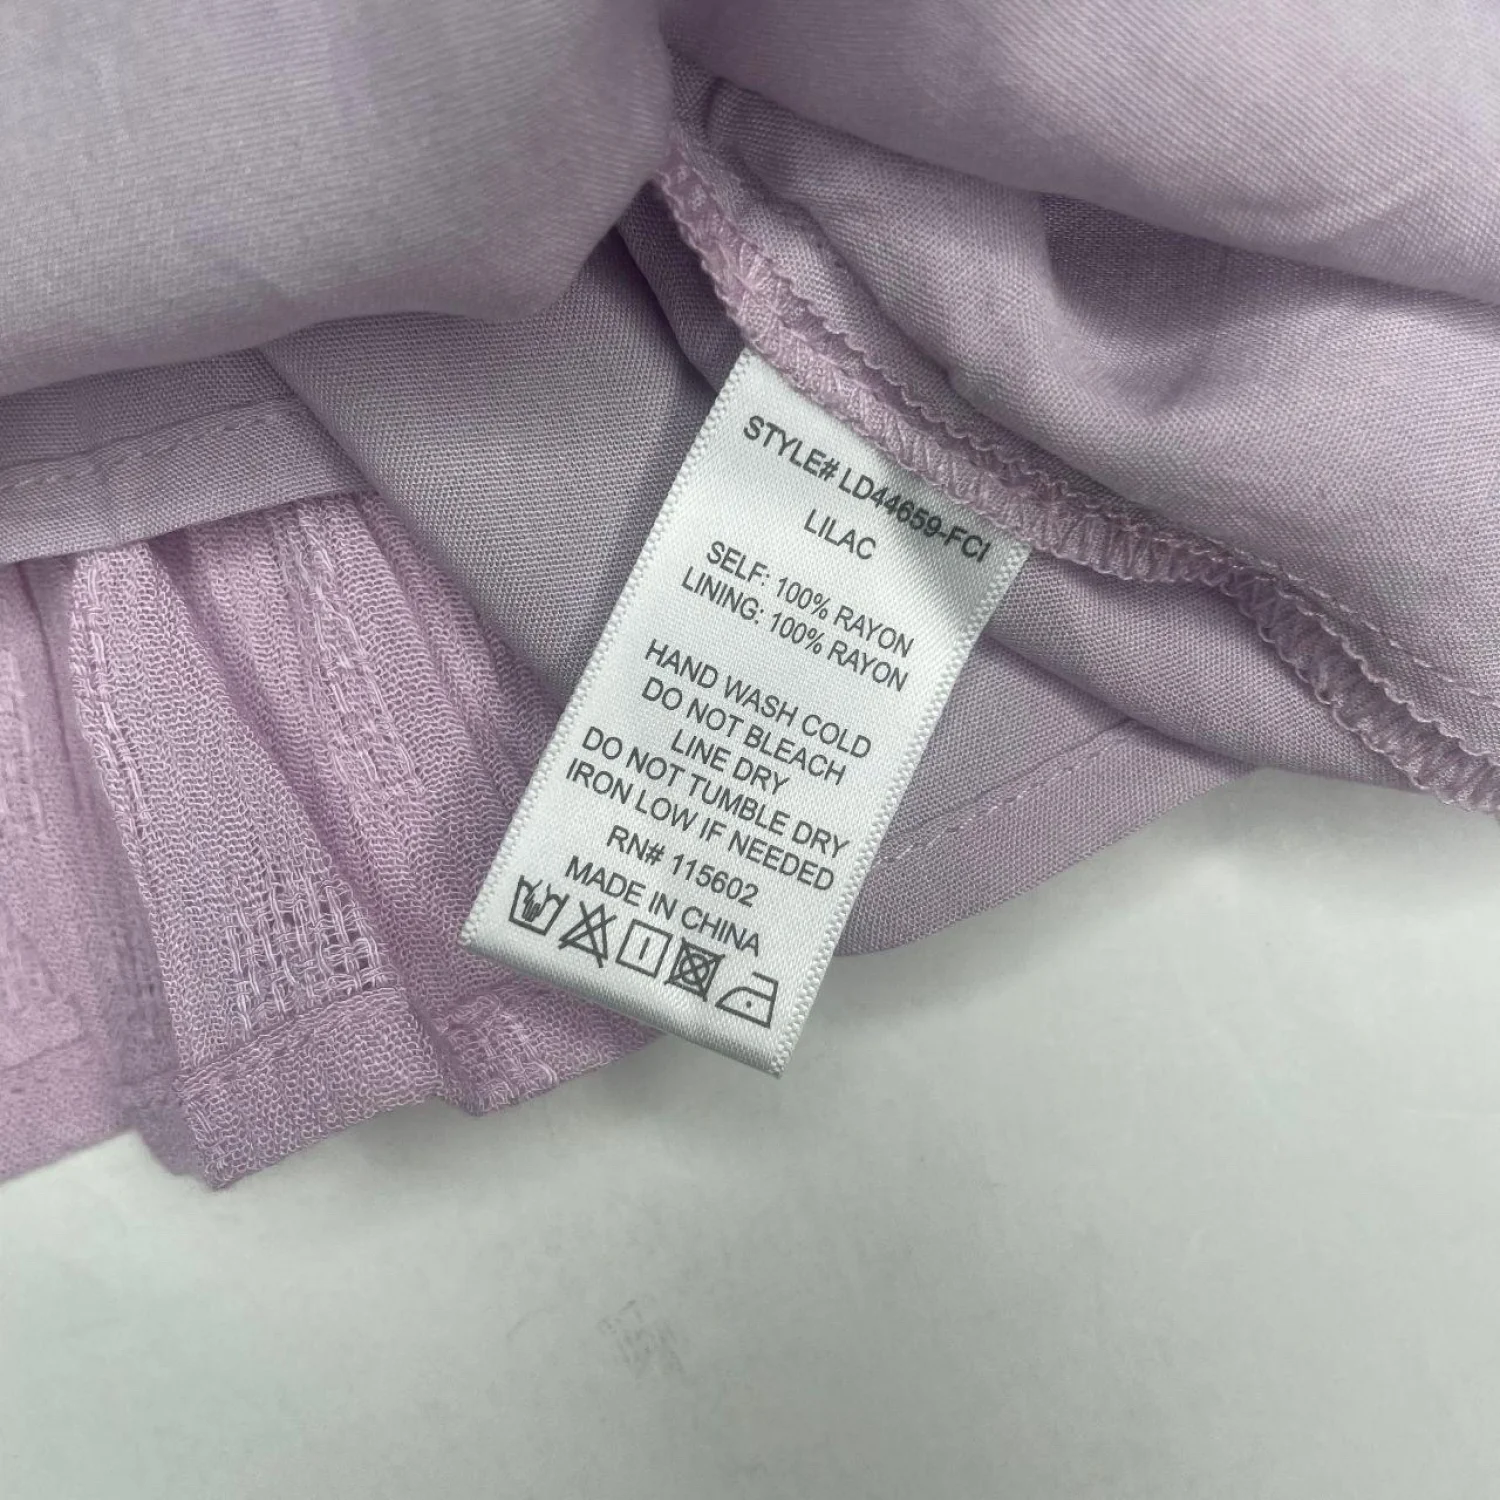 STYLE# LD44659-FCI
LILAC
SELF: 100% RAYON
LINING: 100% RAYON
HAND WASH COLD
DO NOT BLEACH
LINE DRY
DO NOT TUMBLE DRY
IRON LOW IF NEEDED
RN# 115602
MADE IN CHINA